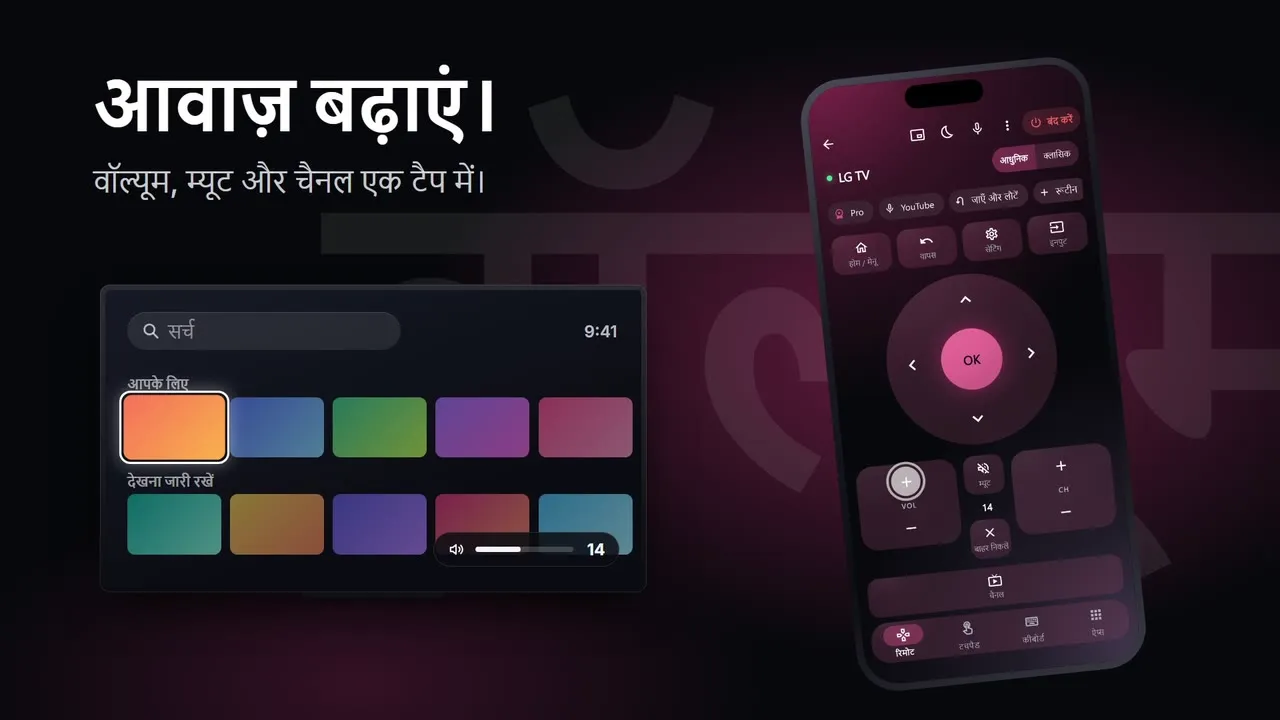 आवाज़ बढ़ाएं।
वॉल्यूम, म्यूट और चैनल एक टैप में।
सर्च
9:41
आपके लिए
देखना जारी रखें
14
बंद करें
LG TV
आधुनिक
क्लासिक
Pro
YouTube
जाएँ और लौटें
रूटीन
होम / मेनू
वापस
सेटिंग
इनपुट
OK
+
VOL
−
म्यूट
14
बाहर निकलें
+
CH
−
चैनल
रिमोट
टचपैड
कीबोर्ड
ऐप्स